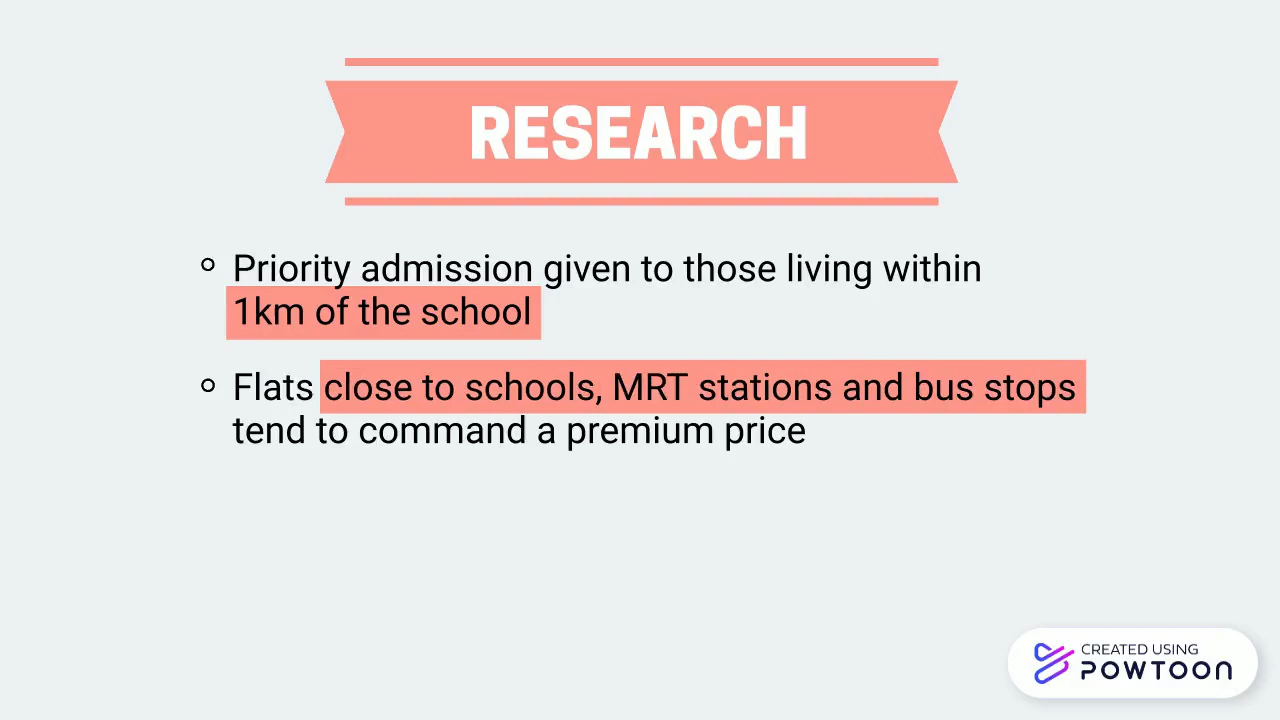 RESEARCH
Priority admission given to those living within
1km of the school
Flats close to schools, MRT stations and bus stops
tend to command a premium price
CREATED USING
POWTOON